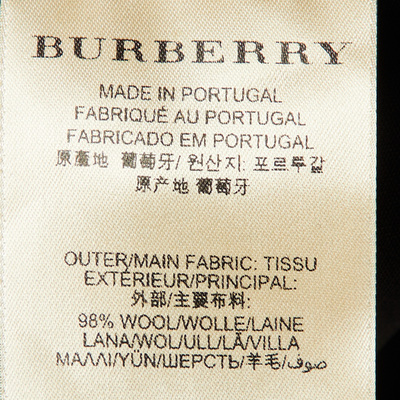 BURBERRY
MADE IN PORTUGAL
FABRIQUÉ AU PORTUGAL
FABRICADO EM PORTUGAL
原産地 葡萄牙/ 원산지: 포르투갈
原产地 葡萄牙
OUTER/MAIN FABRIC: TISSU
EXTÉRIEUR/PRINCIPAL:
外部/主要布料:
98% WOOL/WOLLE/LAINE
LANA/WOL/ULL/LÃ/VILLA
ΜΑΛΛΙ/YÜN/ШЕРСТЬ/羊毛/صوف